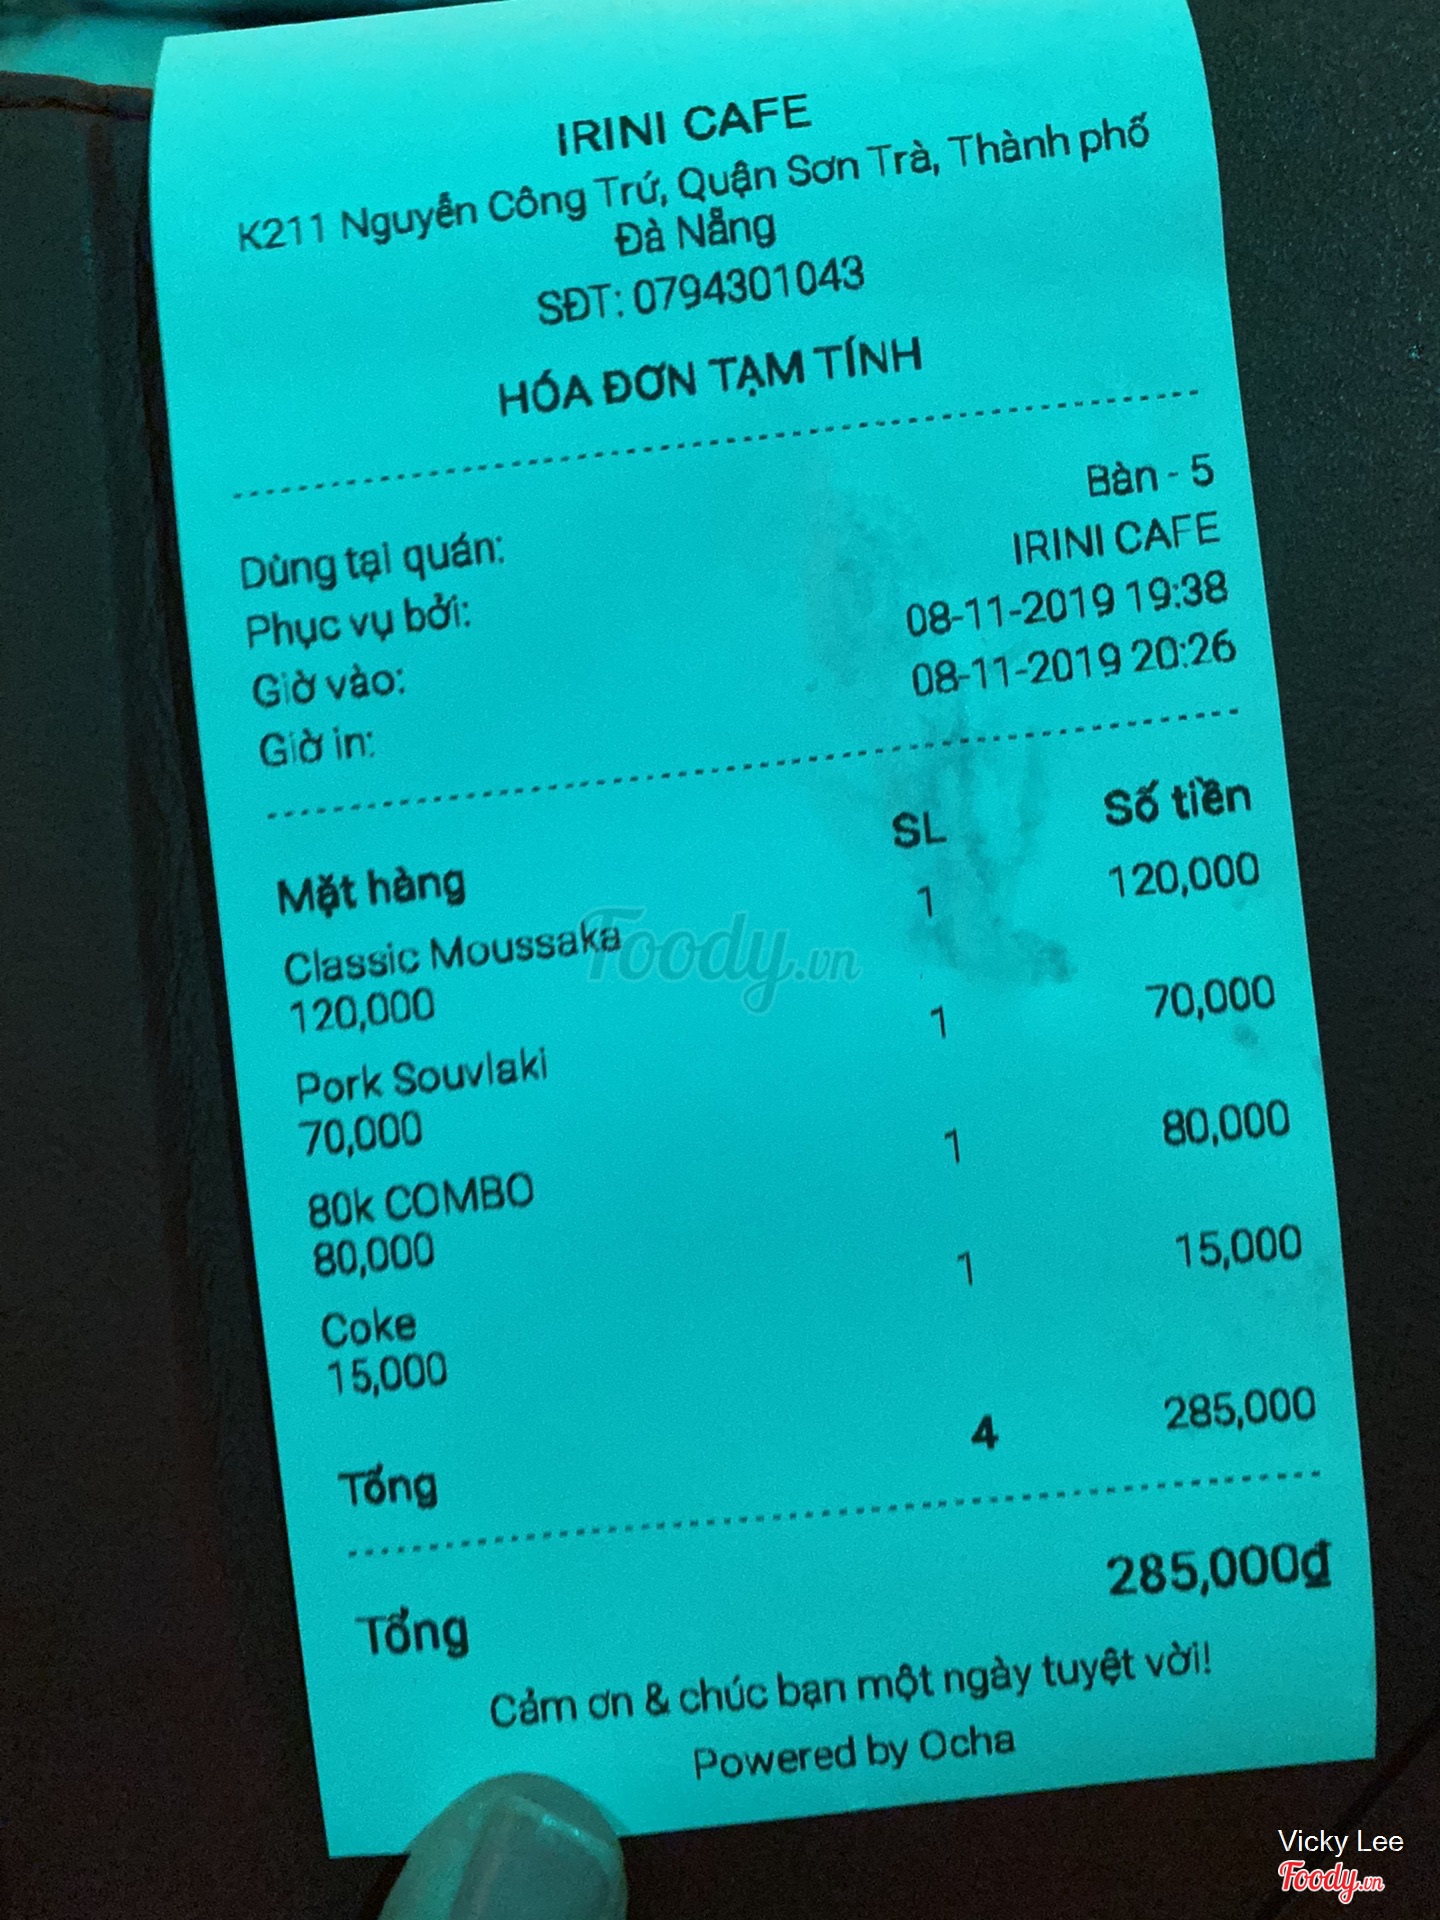 IRINI CAFE
K211 Nguyễn Công Trứ, Quận Sơn Trà, Thành phố
Đà Nẵng
SĐT: 0794301043
HÓA ĐƠN TẠM TÍNH
Dùng tại quán: Bàn - 5
Phục vụ bởi: IRINI CAFE
Giờ vào: 08-11-2019 19:38
Giờ in: 08-11-2019 20:26
Mặt hàng SL Số tiền
Classic Moussaka 1 120,000
120,000
Pork Souvlaki 1 70,000
70,000
80k COMBO 1 80,000
80,000
Coke 1 15,000
15,000
Tổng 4 285,000
Tổng 285,000₫
Cảm ơn & chúc bạn một ngày tuyệt vời!
Powered by Ocha
Foody.vn
Vicky Lee
Foody.vn